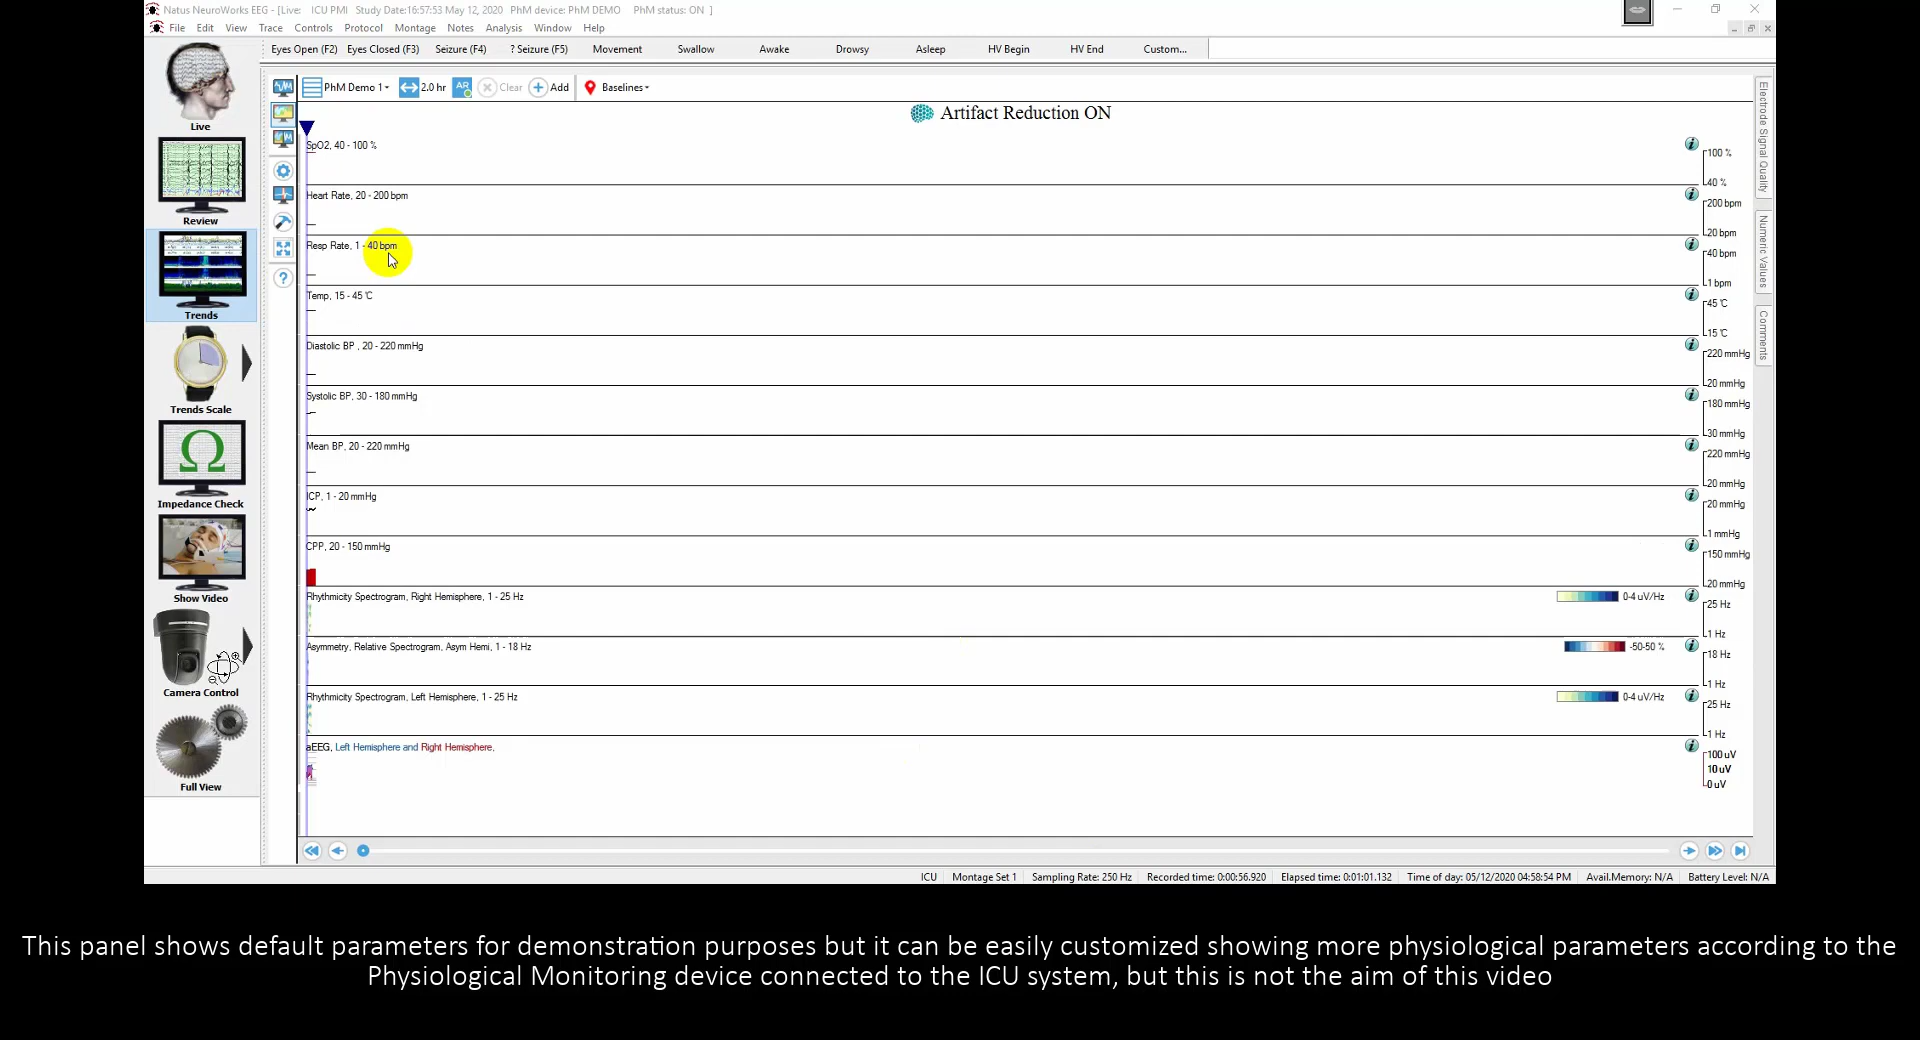 Natus NeuroWorks EEG - [Live: ICU PMI Study Date:16:57:53 May 12, 2020 PhM device: PhM DEMO PhM status: ON ]
File Edit View Trace Controls Protocol Montage Notes Analysis Window Help
Eyes Open (F2) Eyes Closed (F3) Seizure (F4) ? Seizure (F5) Movement Swallow Awake Drowsy Asleep HV Begin HV End Custom...
PhM Demo 1 2.0 hr AR Clear Add Baselines
Artifact Reduction ON
Live
Review
Trends
Trends Scale
Impedance Check
Show Video
Camera Control
Full View
SpO2, 40 - 100 %
100 %
40 %
Heart Rate, 20 - 200 bpm
200 bpm
20 bpm
Resp Rate, 1 - 40 bpm
40 bpm
1 bpm
Temp, 15 - 45 °C
45 °C
15 °C
Diastolic BP , 20 - 220 mmHg
220 mmHg
20 mmHg
Systolic BP, 30 - 180 mmHg
180 mmHg
30 mmHg
Mean BP, 20 - 220 mmHg
220 mmHg
20 mmHg
ICP, 1 - 20 mmHg
20 mmHg
1 mmHg
CPP, 20 - 150 mmHg
150 mmHg
20 mmHg
Rhythmicity Spectrogram, Right Hemisphere, 1 - 25 Hz 0-4 uV/Hz
25 Hz
1 Hz
Asymmetry, Relative Spectrogram, Asym Hemi, 1 - 18 Hz -50-50 %
18 Hz
1 Hz
Rhythmicity Spectrogram, Left Hemisphere, 1 - 25 Hz 0-4 uV/Hz
25 Hz
1 Hz
aEEG, Left Hemisphere and Right Hemisphere,
100 uV
10 uV
0 uV
Electrode Signal Quality
Numeric Values
Comments
ICU Montage Set 1 Sampling Rate: 250 Hz Recorded time: 0:00:56.920 Elapsed time: 0:01:01.132 Time of day: 05/12/2020 04:58:54 PM Avail.Memory: N/A Battery Level: N/A
This panel shows default parameters for demonstration purposes but it can be easily customized showing more physiological parameters according to the
Physiological Monitoring device connected to the ICU system, but this is not the aim of this video